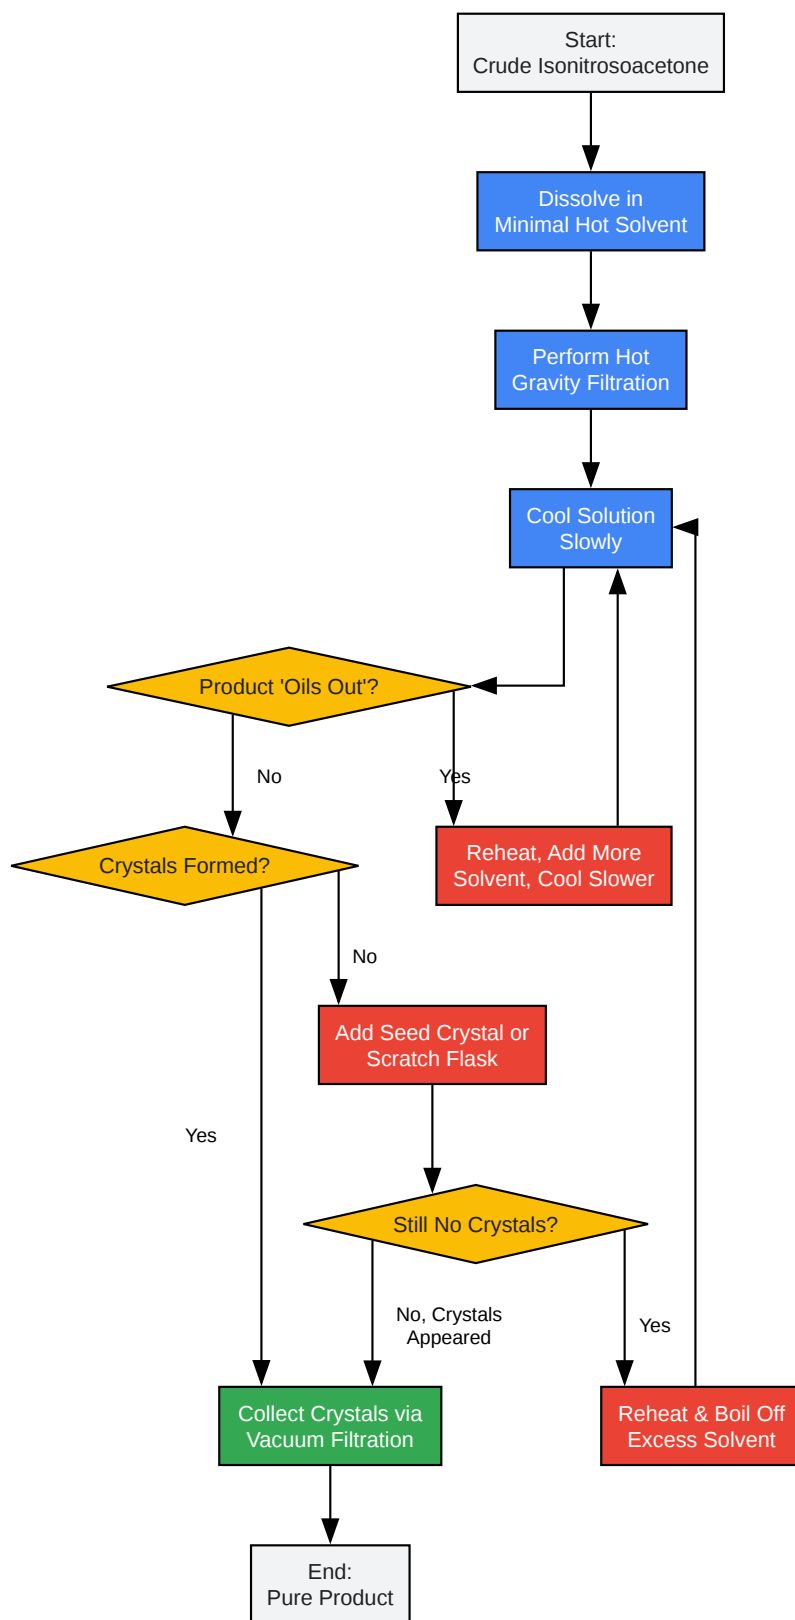 Start:
Crude Isonitrosoacetone
Dissolve in
Minimal Hot Solvent
Perform Hot
Gravity Filtration
Cool Solution
Slowly
Product 'Oils Out'?
No
Yes
Crystals Formed?
Reheat, Add More
Solvent, Cool Slower
No
Add Seed Crystal or
Scratch Flask
Yes
Still No Crystals?
No, Crystals
Appeared
Yes
Collect Crystals via
Vacuum Filtration
Reheat & Boil Off
Excess Solvent
End:
Pure Product